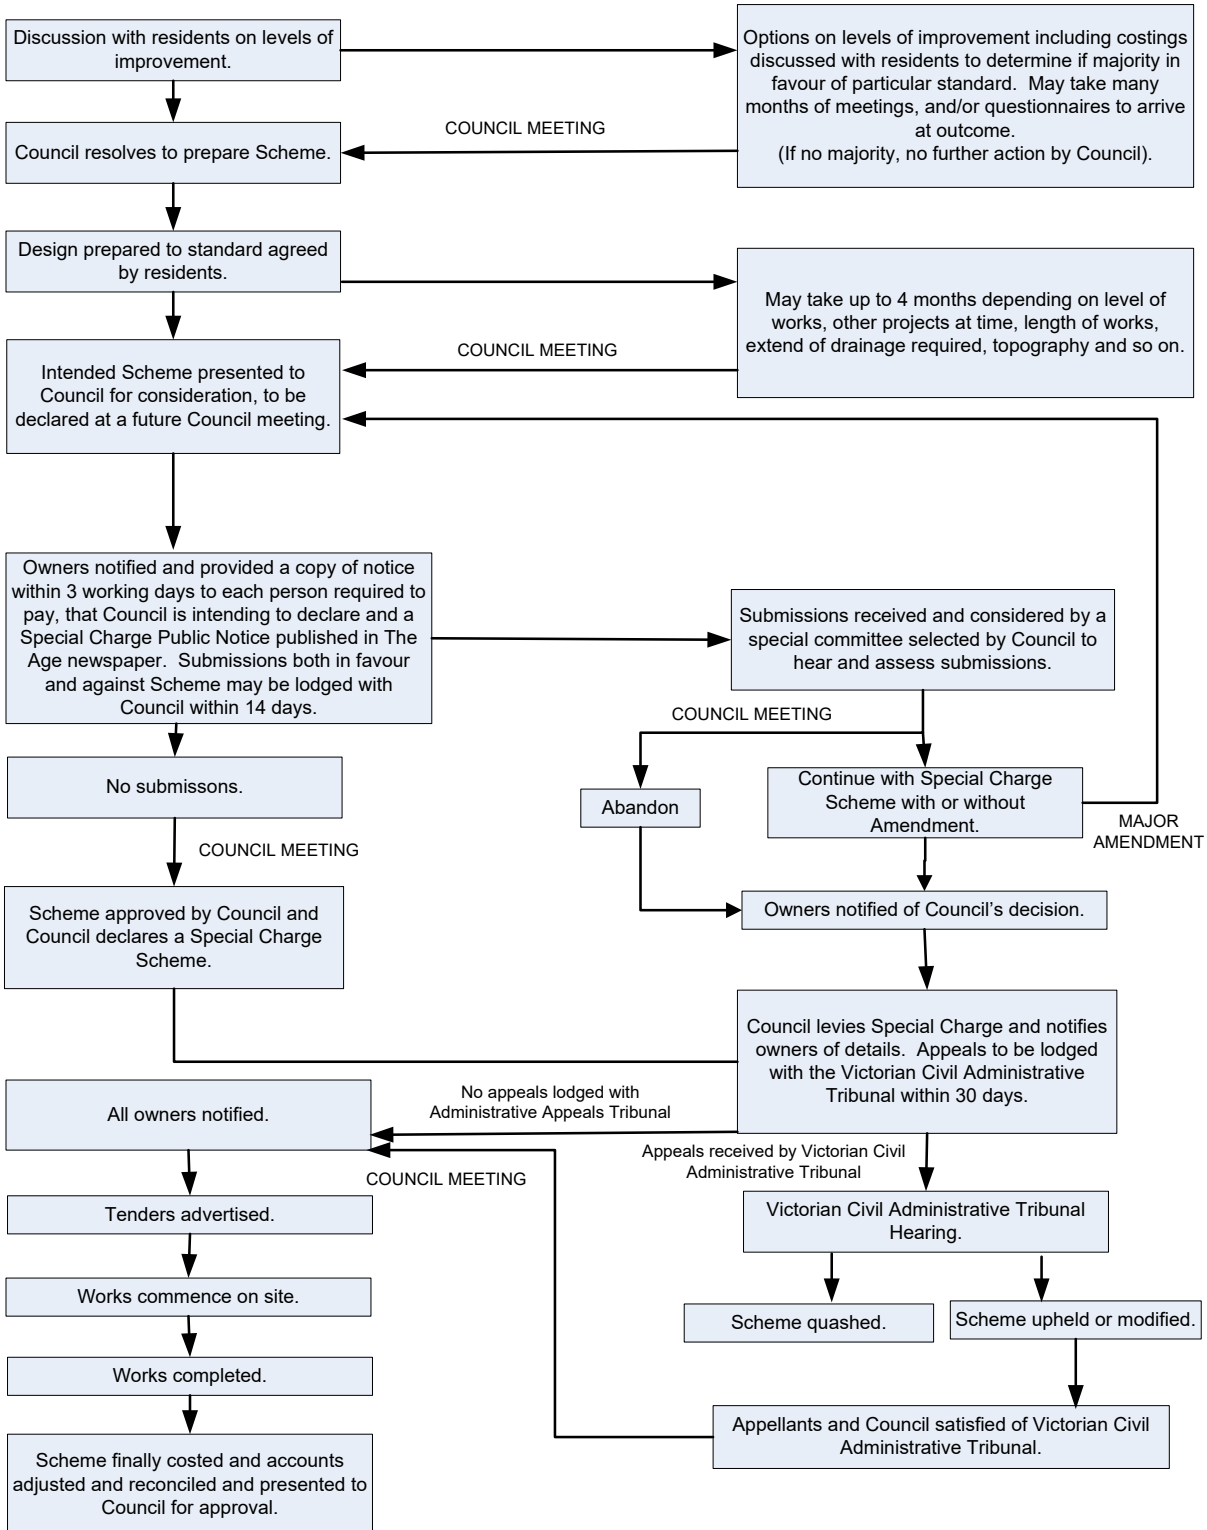 Discussion with residents on levels of
improvement.
Options on levels of improvement including costings
discussed with residents to determine if majority in
favour of particular standard.  May take many
months of meetings, and/or questionnaires to arrive
at outcome.
(If no majority, no further action by Council).
COUNCIL MEETING
Council resolves to prepare Scheme.
Design prepared to standard agreed
by residents.
May take up to 4 months depending on level of
works, other projects at time, length of works,
extend of drainage required, topography and so on.
COUNCIL MEETING
Intended Scheme presented to
Council for consideration, to be
declared at a future Council meeting.
Owners notified and provided a copy of notice
within 3 working days to each person required to
pay, that Council is intending to declare and a
Special Charge Public Notice published in The
Age newspaper.  Submissions both in favour
and against Scheme may be lodged with
Council within 14 days.
Submissions received and considered by a
special committee selected by Council to
hear and assess submissions.
COUNCIL MEETING
No submissons.
Abandon
Continue with Special Charge
Scheme with or without
Amendment.
MAJOR
AMENDMENT
COUNCIL MEETING
Scheme approved by Council and
Council declares a Special Charge
Scheme.
Owners notified of Council's decision.
Council levies Special Charge and notifies
owners of details.  Appeals to be lodged
with the Victorian Civil Administrative
Tribunal within 30 days.
No appeals lodged with
Administrative Appeals Tribunal
All owners notified.
Appeals received by Victorian Civil
Administrative Tribunal
COUNCIL MEETING
Tenders advertised.
Victorian Civil Administrative Tribunal
Hearing.
Works commence on site.
Scheme quashed.
Scheme upheld or modified.
Works completed.
Appellants and Council satisfied of Victorian Civil
Administrative Tribunal.
Scheme finally costed and accounts
adjusted and reconciled and presented to
Council for approval.